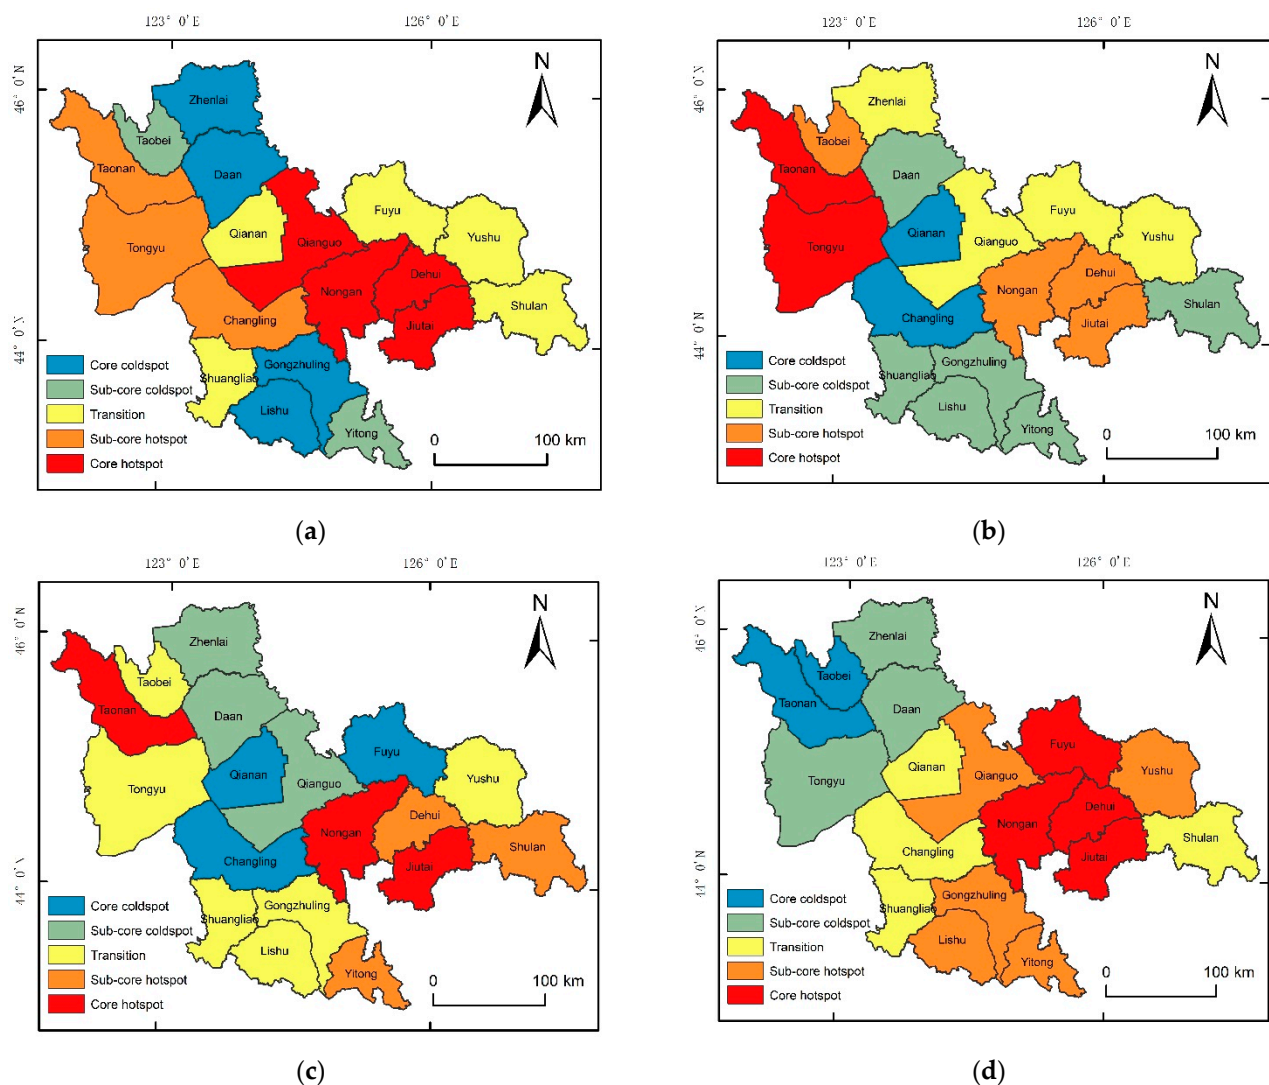 (a)
123° 0′E
126° 0′E
46° 0′N
44° 0′N
N
Zhenlai
Taobei
Taonan
Daan
Fuyu
Qianan
Qianguo
Yushu
Tongyu
Dehui
Nongan
Shulan
Changling
Jiutai
Gongzhuling
Shuangliao
Lishu
Yitong
Core coldspot
Sub-core coldspot
Transition
Sub-core hotspot
Core hotspot
0 100 km
(b)
123° 0′E
126° 0′E
46° 0′N
44° 0′N
N
Zhenlai
Taobei
Taonan
Daan
Fuyu
Qianan
Qianguo
Yushu
Tongyu
Dehui
Nongan
Shulan
Changling
Jiutai
Gongzhuling
Shuangliao
Lishu
Yitong
Core coldspot
Sub-core coldspot
Transition
Sub-core hotspot
Core hotspot
0 100 km
(c)
123° 0′E
126° 0′E
46° 0′N
44° 0′N
N
Zhenlai
Taobei
Taonan
Daan
Fuyu
Qianan
Qianguo
Yushu
Tongyu
Dehui
Nongan
Shulan
Changling
Jiutai
Gongzhuling
Shuangliao
Lishu
Yitong
Core coldspot
Sub-core coldspot
Transition
Sub-core hotspot
Core hotspot
0 100 km
(d)
123° 0′E
126° 0′E
46° 0′N
44° 0′N
N
Zhenlai
Taobei
Taonan
Daan
Fuyu
Qianan
Qianguo
Yushu
Tongyu
Dehui
Nongan
Shulan
Changling
Jiutai
Gongzhuling
Shuangliao
Lishu
Yitong
Core coldspot
Sub-core coldspot
Transition
Sub-core hotspot
Core hotspot
0 100 km